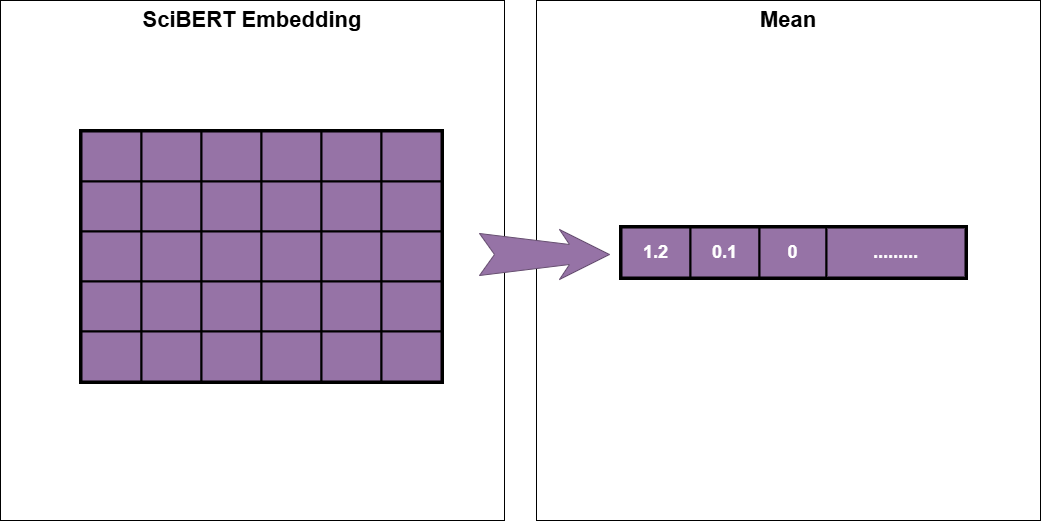 SciBERT Embedding
Mean
1.2 0.1 0 .........